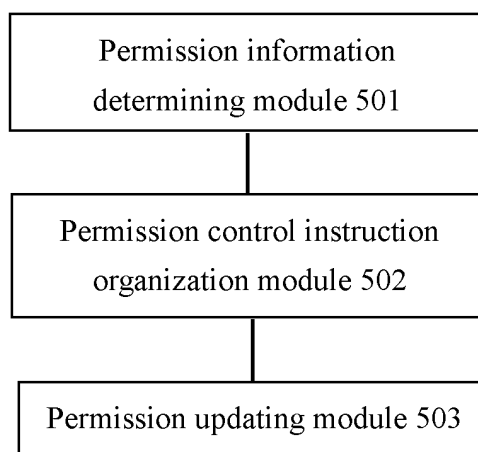 Permission information
determining module 501
Permission control instruction
organization module 502
Permission updating module 503